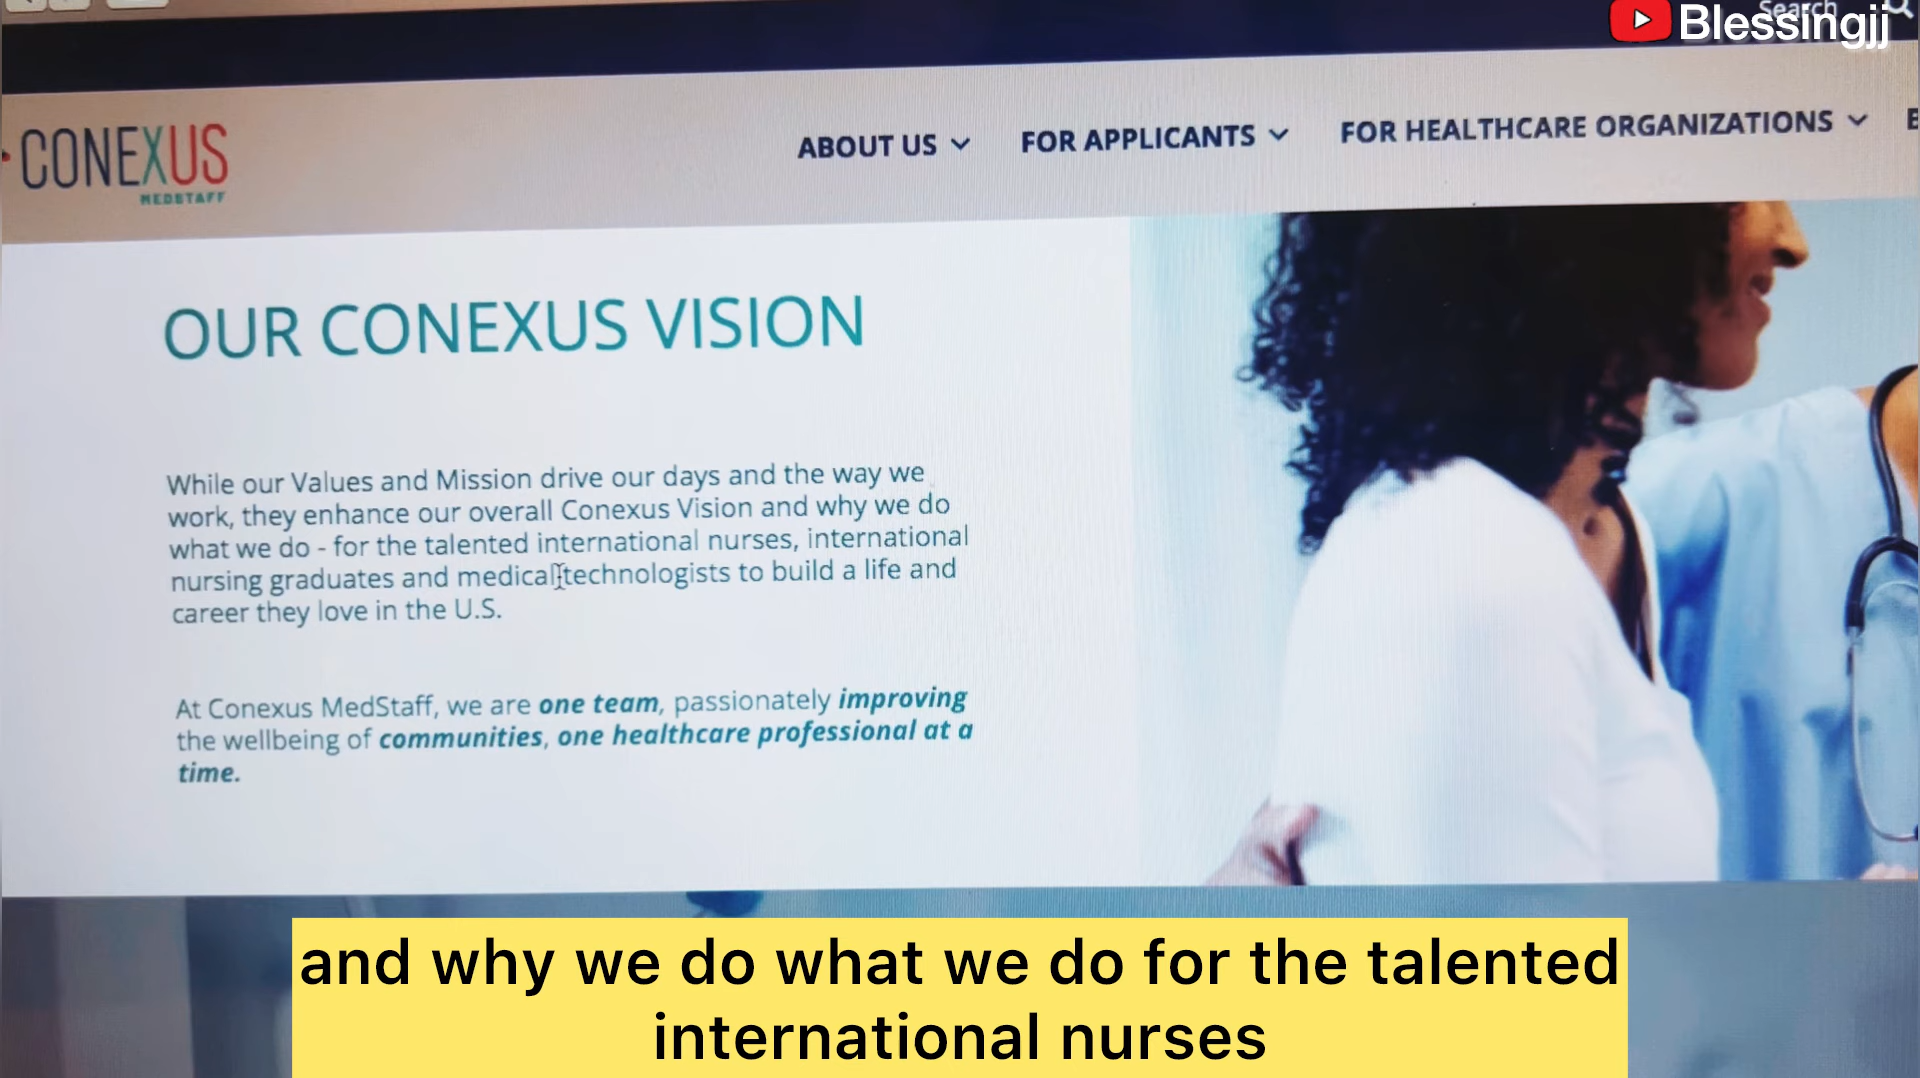 Search
Blessingjj
CONEXUS
MEDSTAFF
ABOUT US
FOR APPLICANTS
FOR HEALTHCARE ORGANIZATIONS
OUR CONEXUS VISION
While our Values and Mission drive our days and the way we
work, they enhance our overall Conexus Vision and why we do
what we do - for the talented international nurses, international
nursing graduates and medical technologists to build a life and
career they love in the U.S.
At Conexus MedStaff, we are one team, passionately improving
the wellbeing of communities, one healthcare professional at a
time.
and why we do what we do for the talented
international nurses